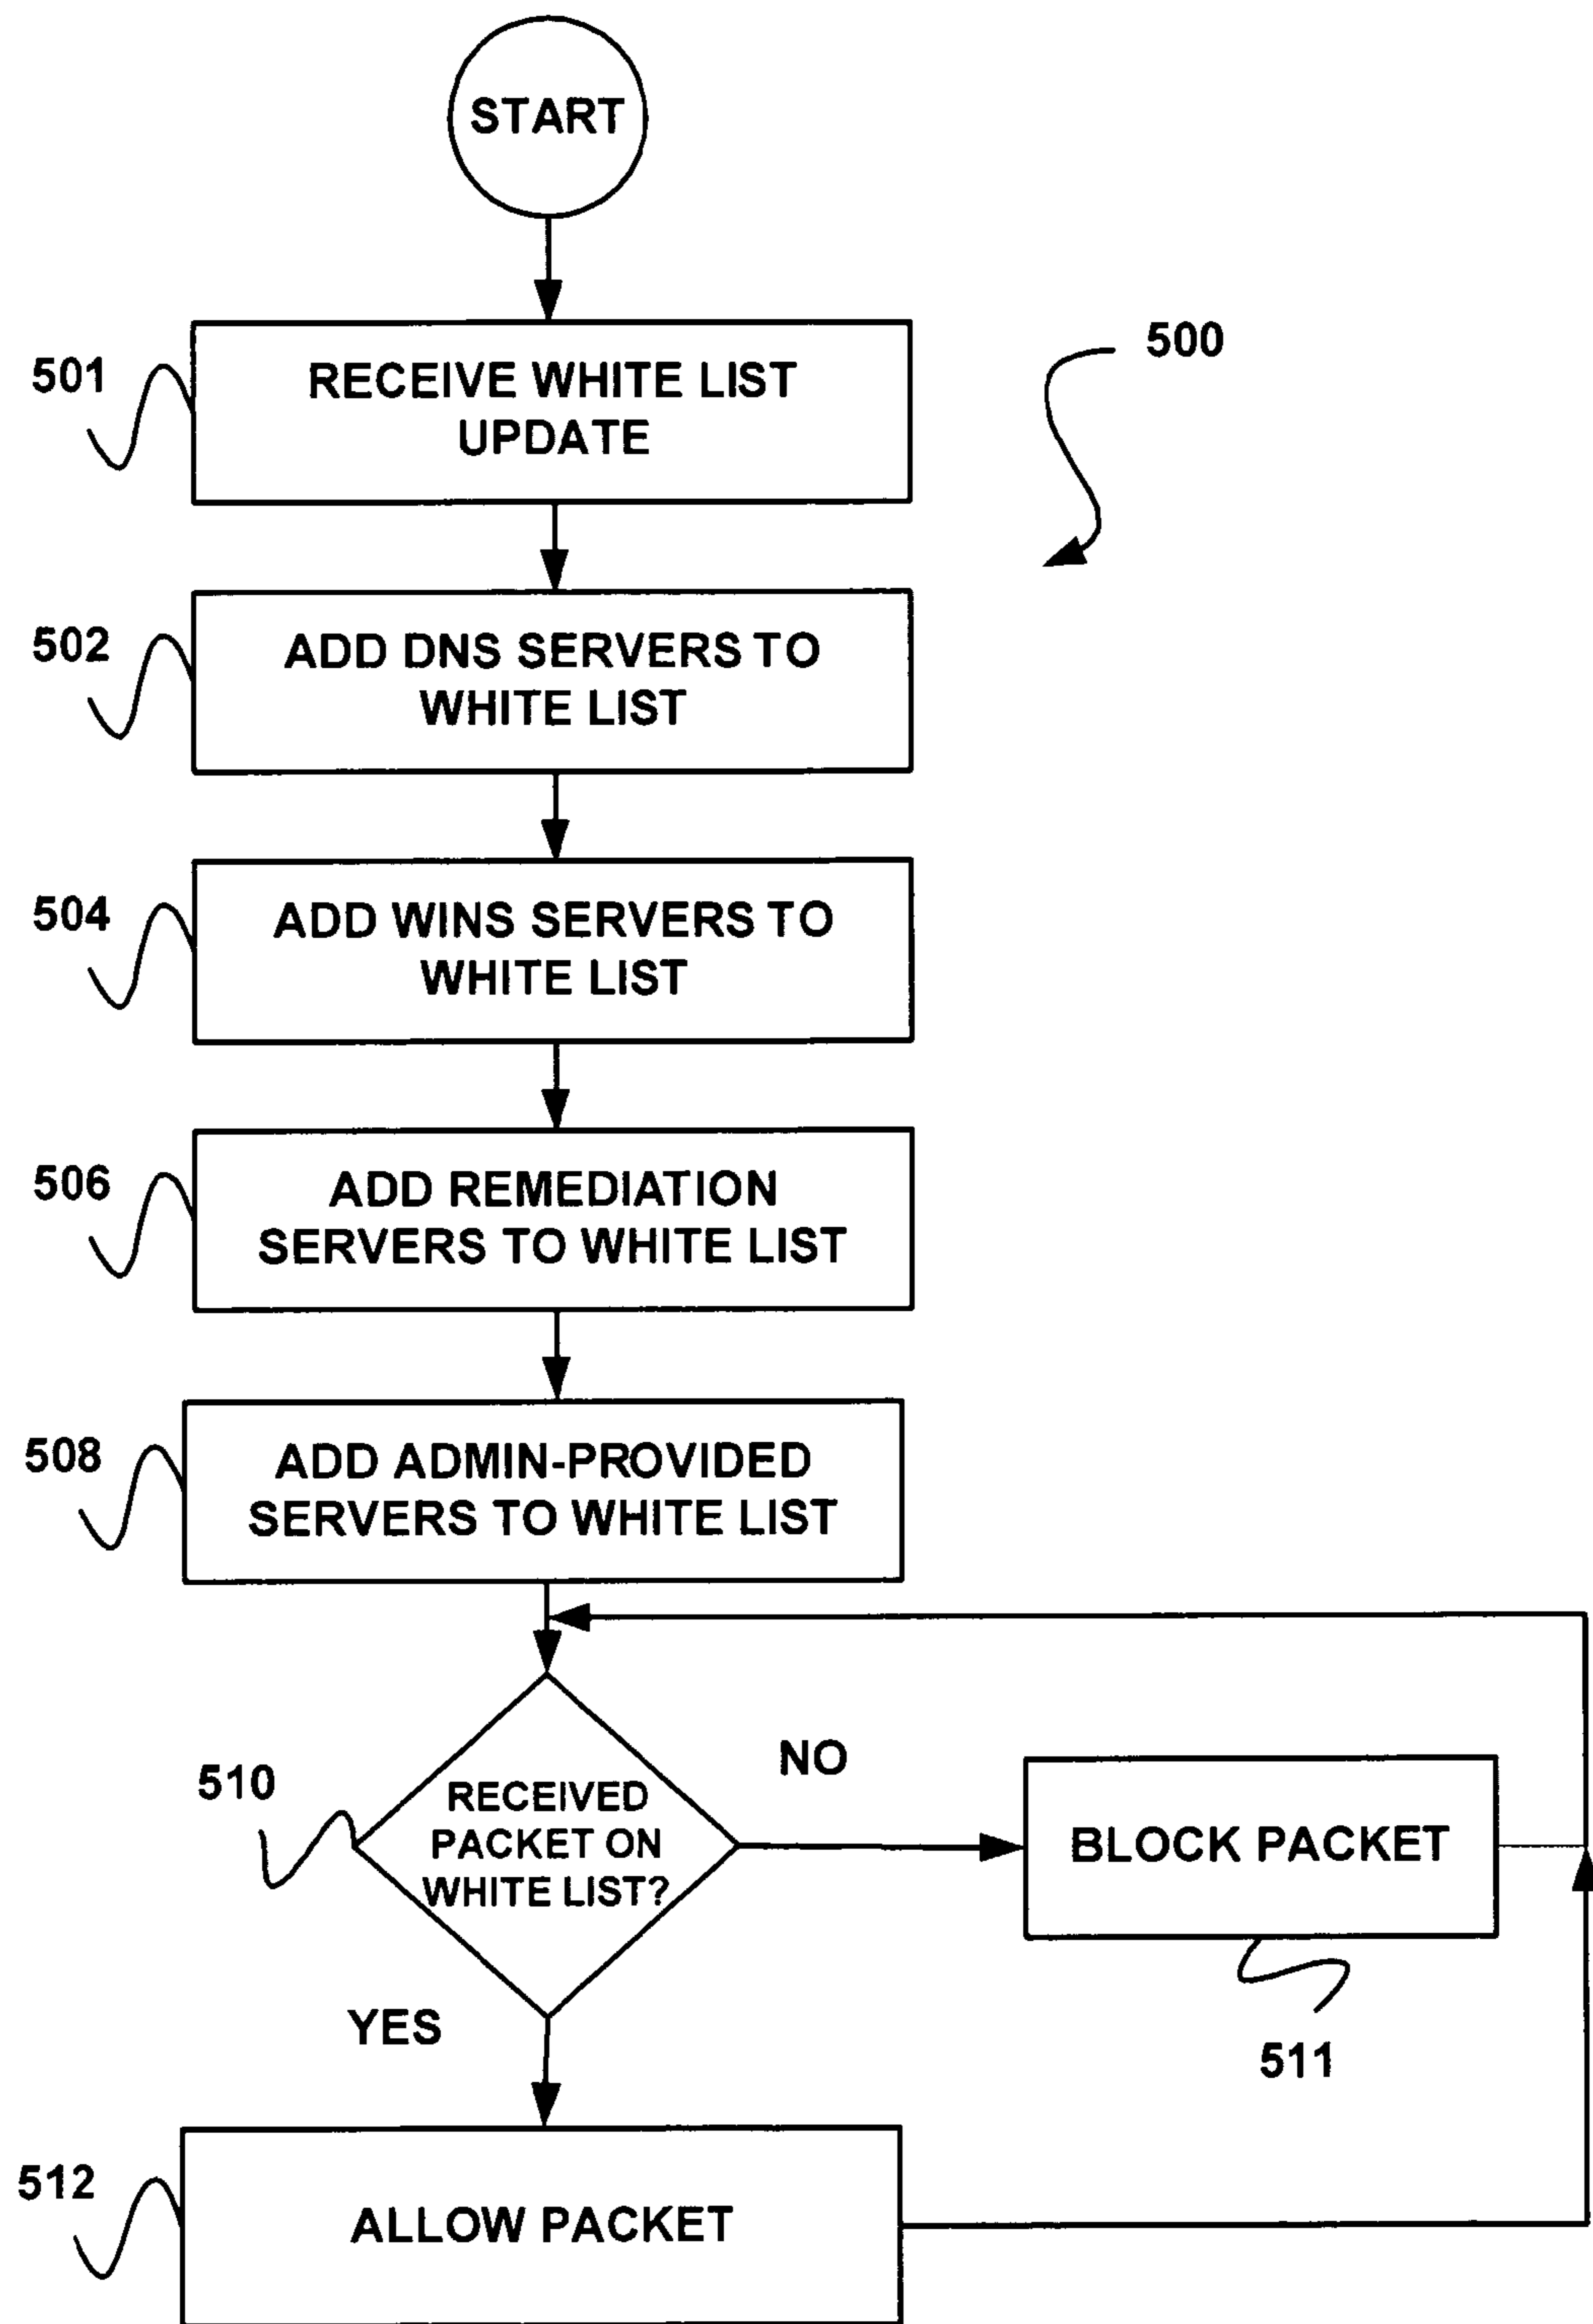 START
500
501
RECEIVE WHITE LIST
UPDATE
502
ADD DNS SERVERS TO
WHITE LIST
504
ADD WINS SERVERS TO
WHITE LIST
506
ADD REMEDIATION
SERVERS TO WHITE LIST
508
ADD ADMIN-PROVIDED
SERVERS TO WHITE LIST
510
RECEIVED
PACKET ON
WHITE LIST?
NO
BLOCK PACKET
511
YES
512
ALLOW PACKET